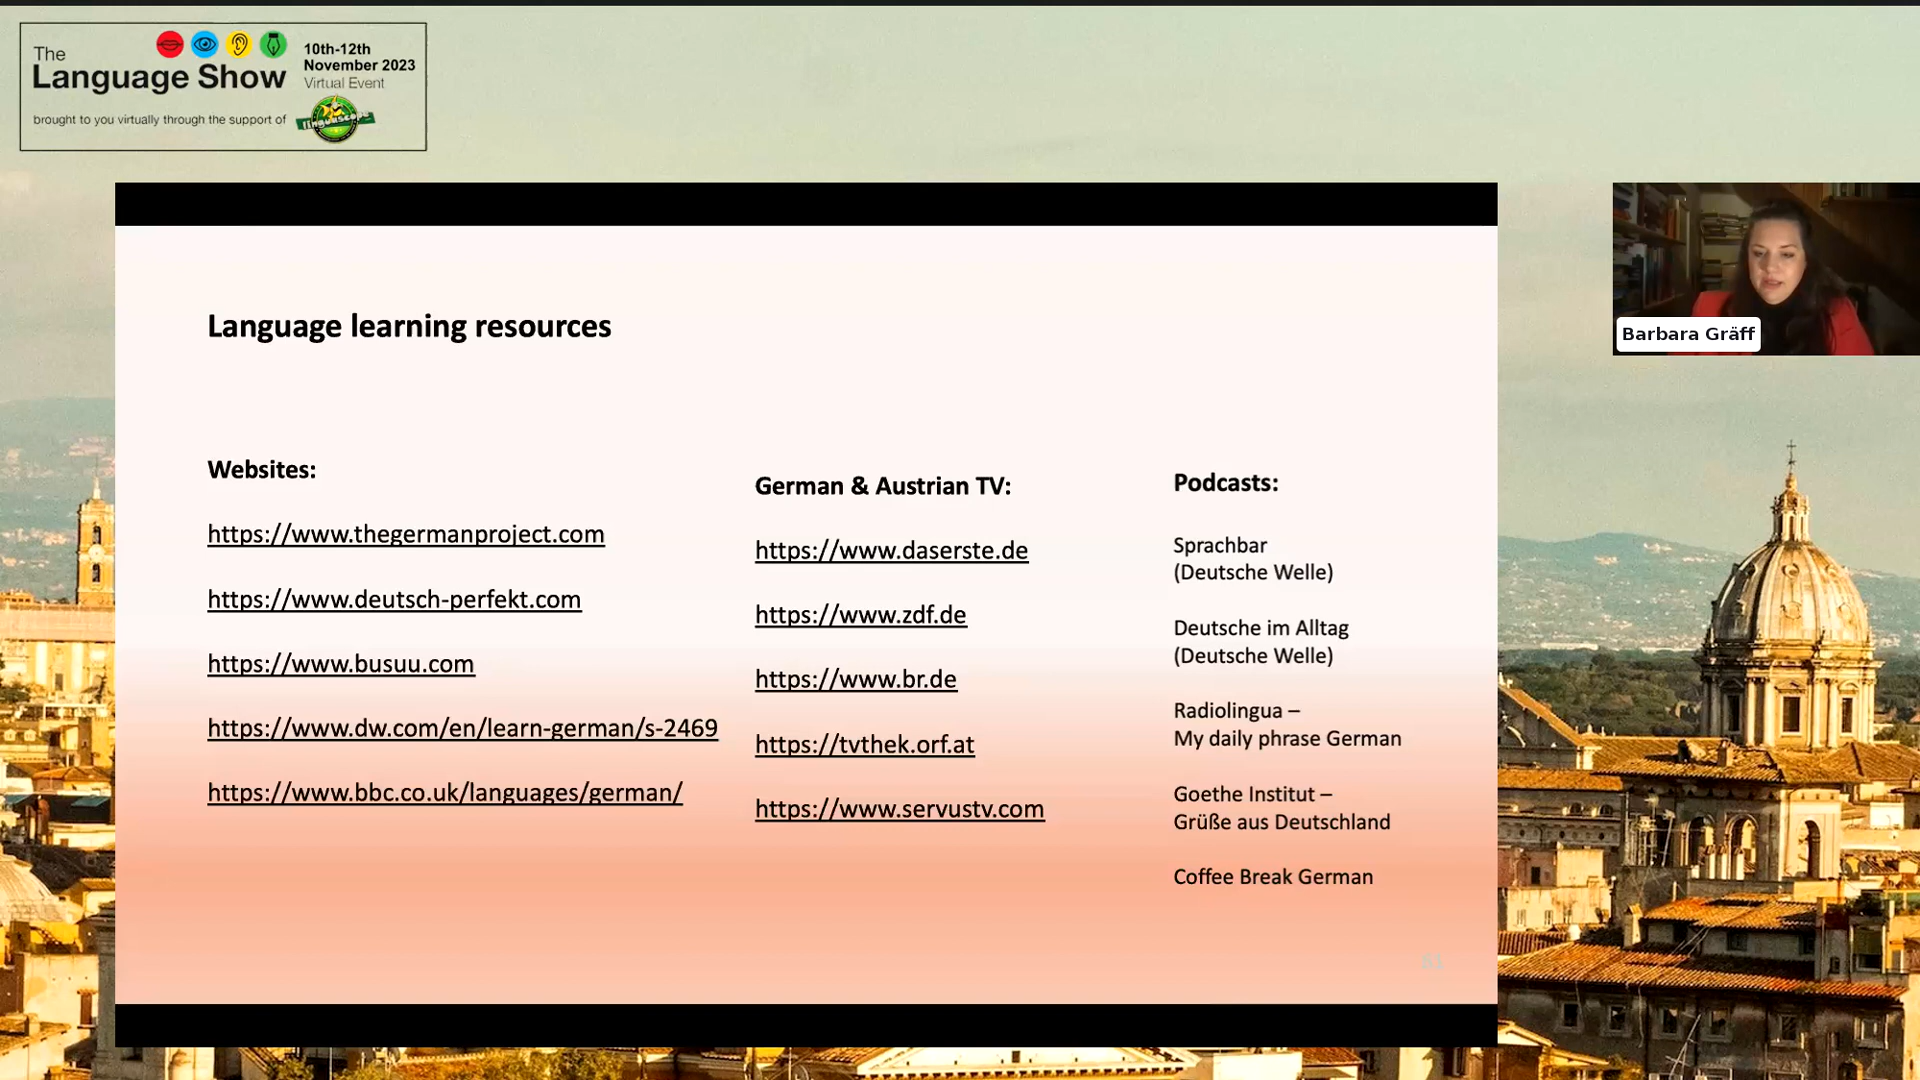 The
Language Show
10th-12th
November 2023
Virtual Event
brought to you virtually through the support of
linguascope
Barbara Gräff
Language learning resources
Websites:
https://www.thegermanproject.com
https://www.deutsch-perfekt.com
https://www.busuu.com
https://www.dw.com/en/learn-german/s-2469
https://www.bbc.co.uk/languages/german/
German & Austrian TV:
https://www.daserste.de
https://www.zdf.de
https://www.br.de
https://tvthek.orf.at
https://www.servustv.com
Podcasts:
Sprachbar
(Deutsche Welle)
Deutsche im Alltag
(Deutsche Welle)
Radiolingua –
My daily phrase German
Goethe Institut –
Grüße aus Deutschland
Coffee Break German